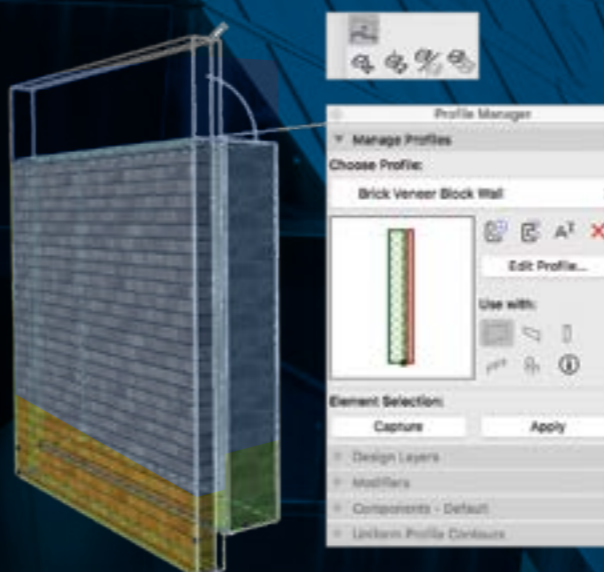 Profile Manager
Manage Profiles
Choose Profile:
Brick Veneer Block Wall
Edit Profile...
Use with:
Element Selection:
Capture
Apply
Design Layers
Modifiers
Components - Default
Uniform Profile Contours